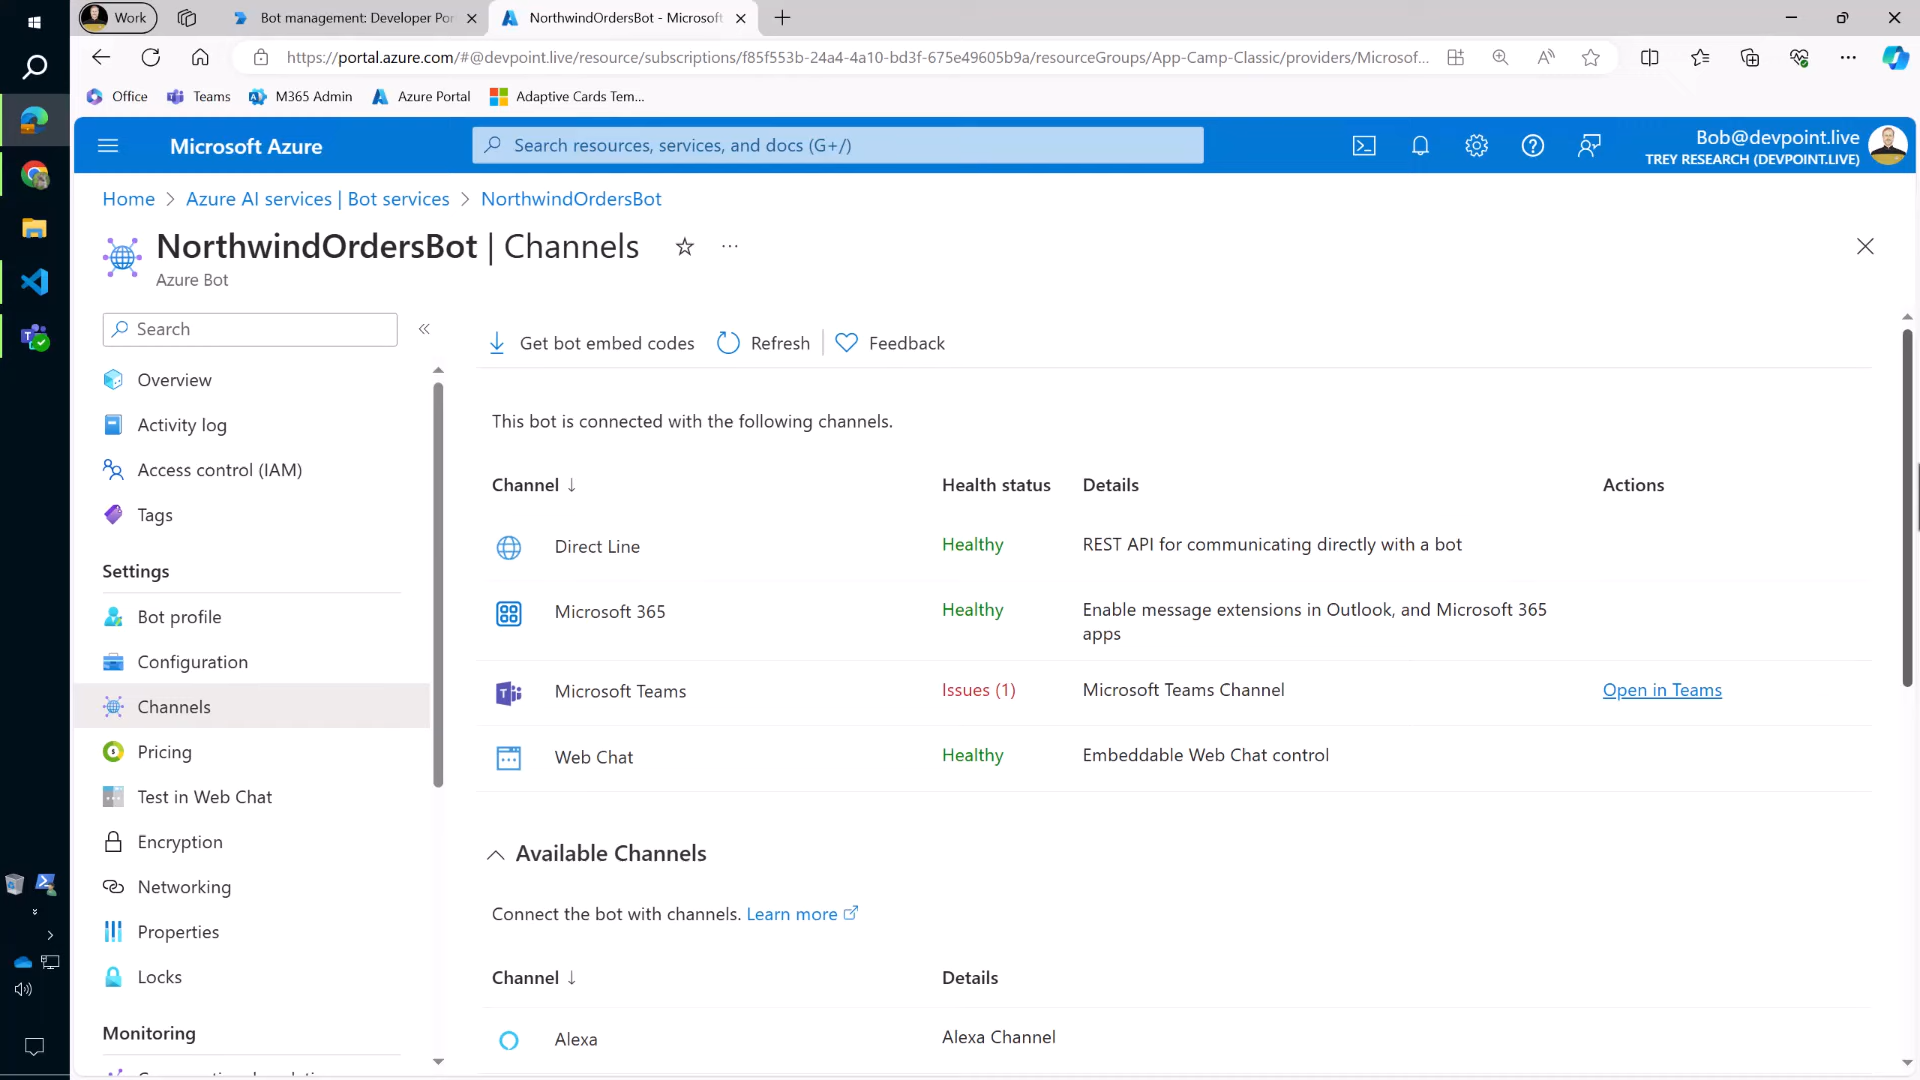 Work
Bot management: Developer Por
NorthwindOrdersBot - Microsoft
https://portal.azure.com/#@devpoint.live/resource/subscriptions/f85f553b-24a4-4a10-bd3f-675e49605b9a/resourceGroups/App-Camp-Classic/providers/Microsof...
Office
Teams
M365 Admin
Azure Portal
Adaptive Cards Tem...
Microsoft Azure
Search resources, services, and docs (G+/)
Bob@devpoint.live
TREY RESEARCH (DEVPOINT.LIVE)
Home > Azure AI services | Bot services > NorthwindOrdersBot
NorthwindOrdersBot | Channels
Azure Bot
Search
Overview
Activity log
Access control (IAM)
Tags
Settings
Bot profile
Configuration
Channels
Pricing
Test in Web Chat
Encryption
Networking
Properties
Locks
Monitoring
Get bot embed codes
Refresh
Feedback
This bot is connected with the following channels.
Channel ↓ Health status Details Actions
Direct Line Healthy REST API for communicating directly with a bot
Microsoft 365 Healthy Enable message extensions in Outlook, and Microsoft 365
apps
Microsoft Teams Issues (1) Microsoft Teams Channel Open in Teams
Web Chat Healthy Embeddable Web Chat control
Available Channels
Connect the bot with channels. Learn more
Channel ↓ Details
Alexa Alexa Channel